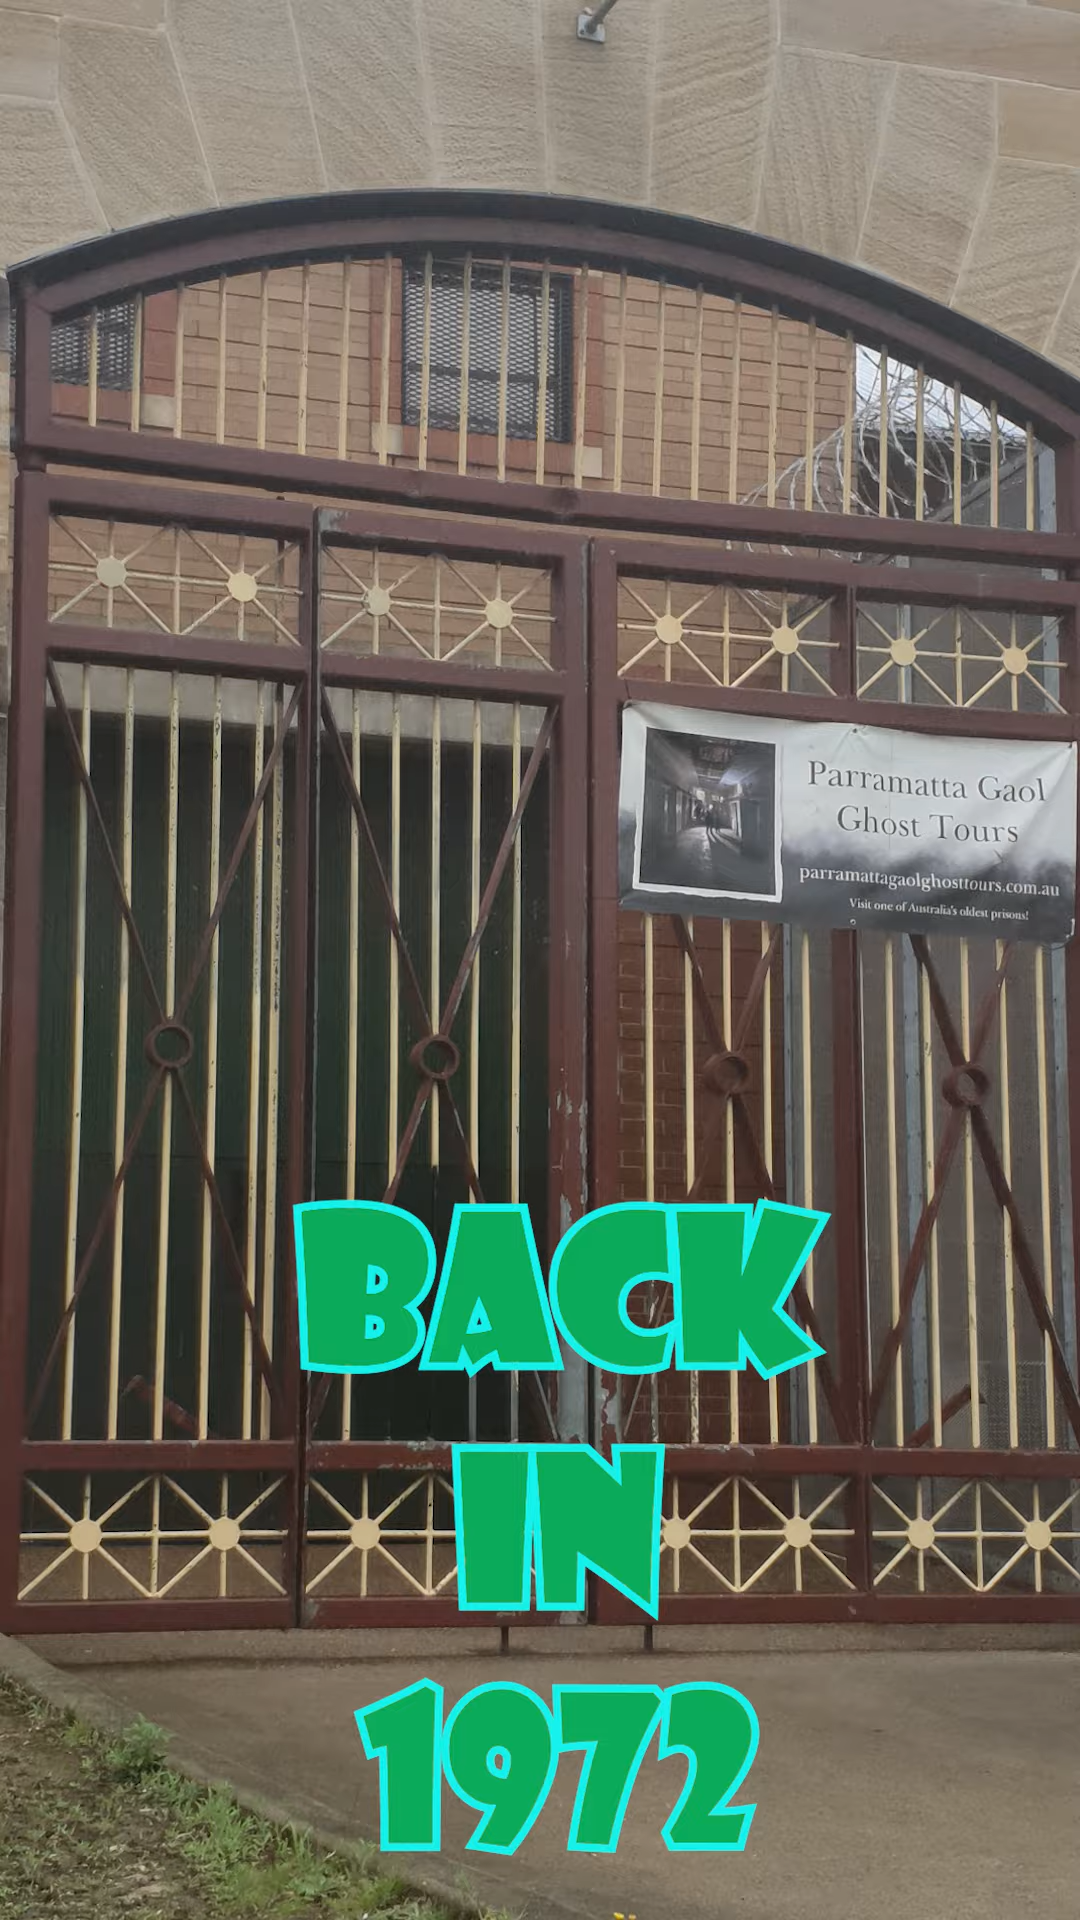 Parramatta Gaol
Ghost Tours
parramattagaolghosttours.com.au
Visit one of Australia's oldest prisons!
BACK
IN
1972